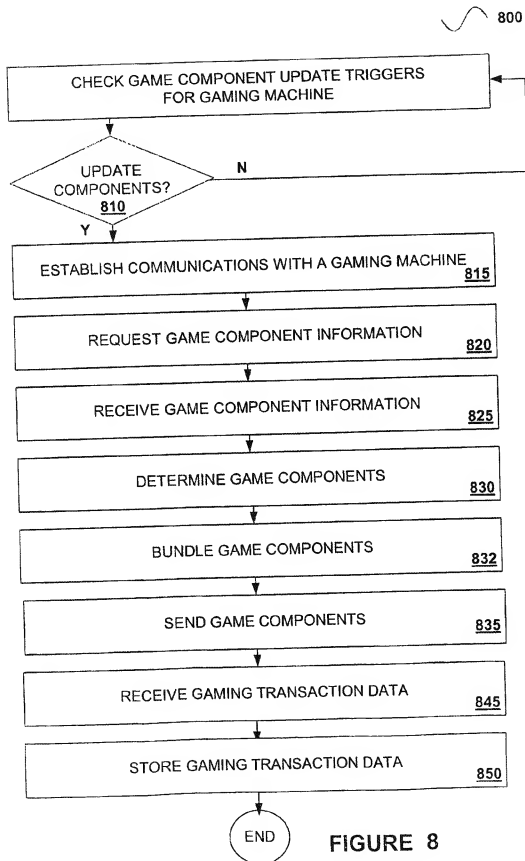 800
CHECK GAME COMPONENT UPDATE TRIGGERS
FOR GAMING MACHINE
UPDATE
COMPONENTS?
810
N
Y
ESTABLISH COMMUNICATIONS WITH A GAMING MACHINE
815
REQUEST GAME COMPONENT INFORMATION
820
RECEIVE GAME COMPONENT INFORMATION
825
DETERMINE GAME COMPONENTS
830
BUNDLE GAME COMPONENTS
832
SEND GAME COMPONENTS
835
RECEIVE GAMING TRANSACTION DATA
845
STORE GAMING TRANSACTION DATA
850
END
FIGURE 8